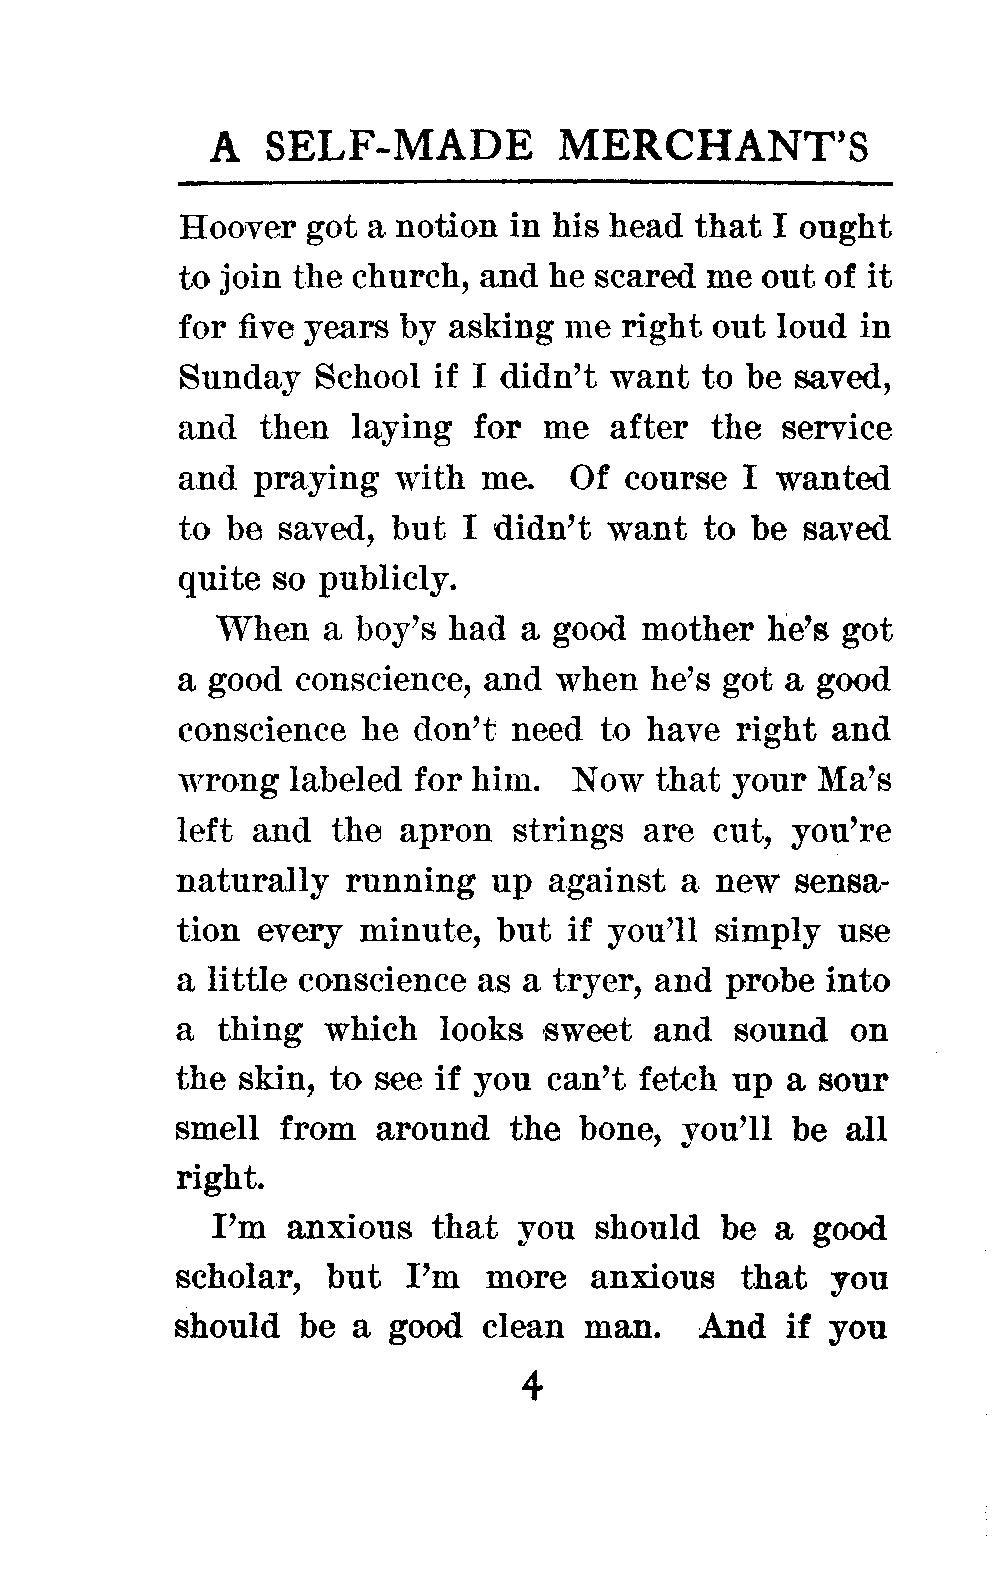 A SELF-MADE MERCHANT'S
Hoover got a notion in his head that I ought
to join the church, and he scared me out of it
for five years by asking me right out loud in
Sunday School if I didn't want to be saved,
and then laying for me after the service
and praying with me. Of course I wanted
to be saved, but I didn't want to be saved
quite so publicly.
When a boy's had a good mother he's got
a good conscience, and when he's got a good
conscience he don't need to have right and
wrong labeled for him. Now that your Ma's
left and the apron strings are cut, you're
naturally running up against a new sensa-
tion every minute, but if you'll simply use
a little conscience as a tryer, and probe into
a thing which looks sweet and sound on
the skin, to see if you can't fetch up a sour
smell from around the bone, you'll be all
right.
I'm anxious that you should be a good
scholar, but I'm more anxious that you
should be a good clean man. And if you
4